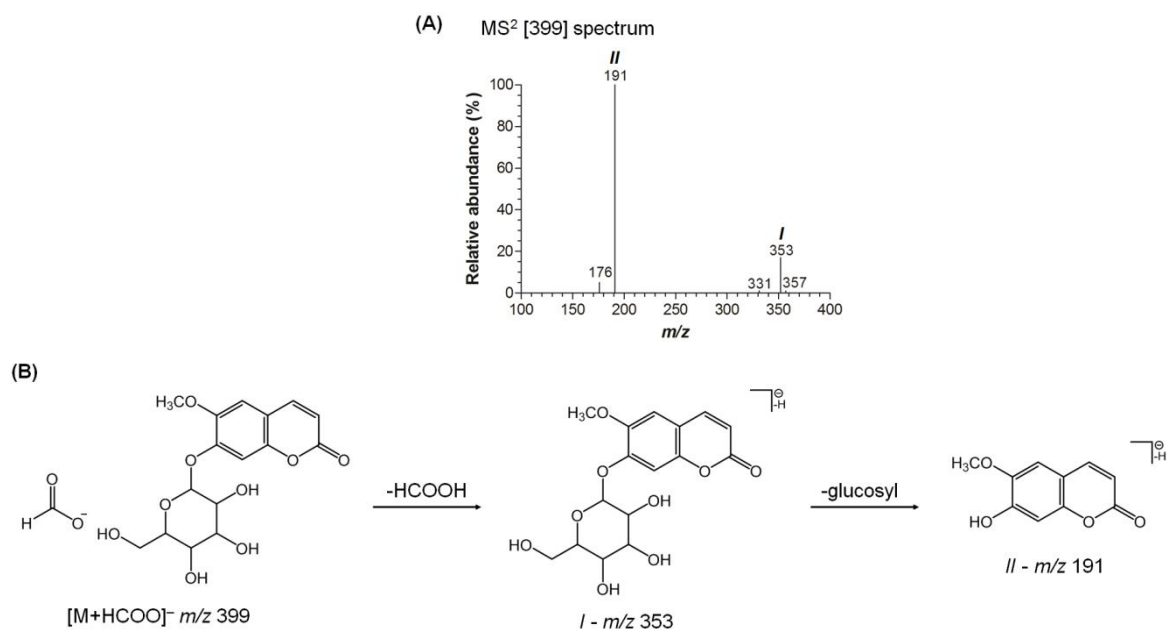 (A) MS² [399] spectrum
II
191
100
80
60
40
20
0
Relative abundance (%)
176
I
353
331
357
100 150 200 250 300 350 400
m/z
(B)
H₃CO
O
O
O
O
OH
HO
OH
OH
O
H
O⁻
[M+HCOO]⁻ m/z 399
-HCOOH
H₃CO
O
O
O
O
OH
HO
OH
OH
⊖
-H
I - m/z 353
-glucosyl
H₃CO
HO
O
O
⊖
-H
II - m/z 191